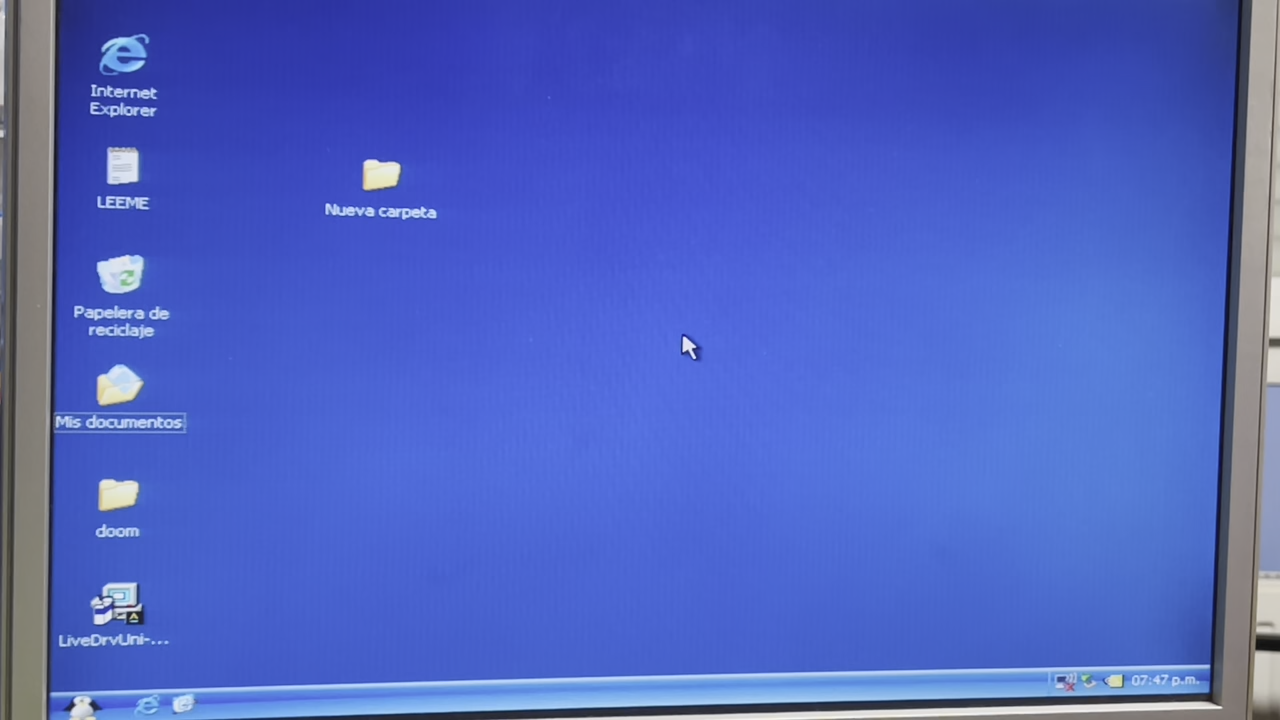 Internet
Explorer
LEEME
Nueva carpeta
Papelera de
reciclaje
Mis documentos
doom
LiveDrvUni-...
07:47 p.m.